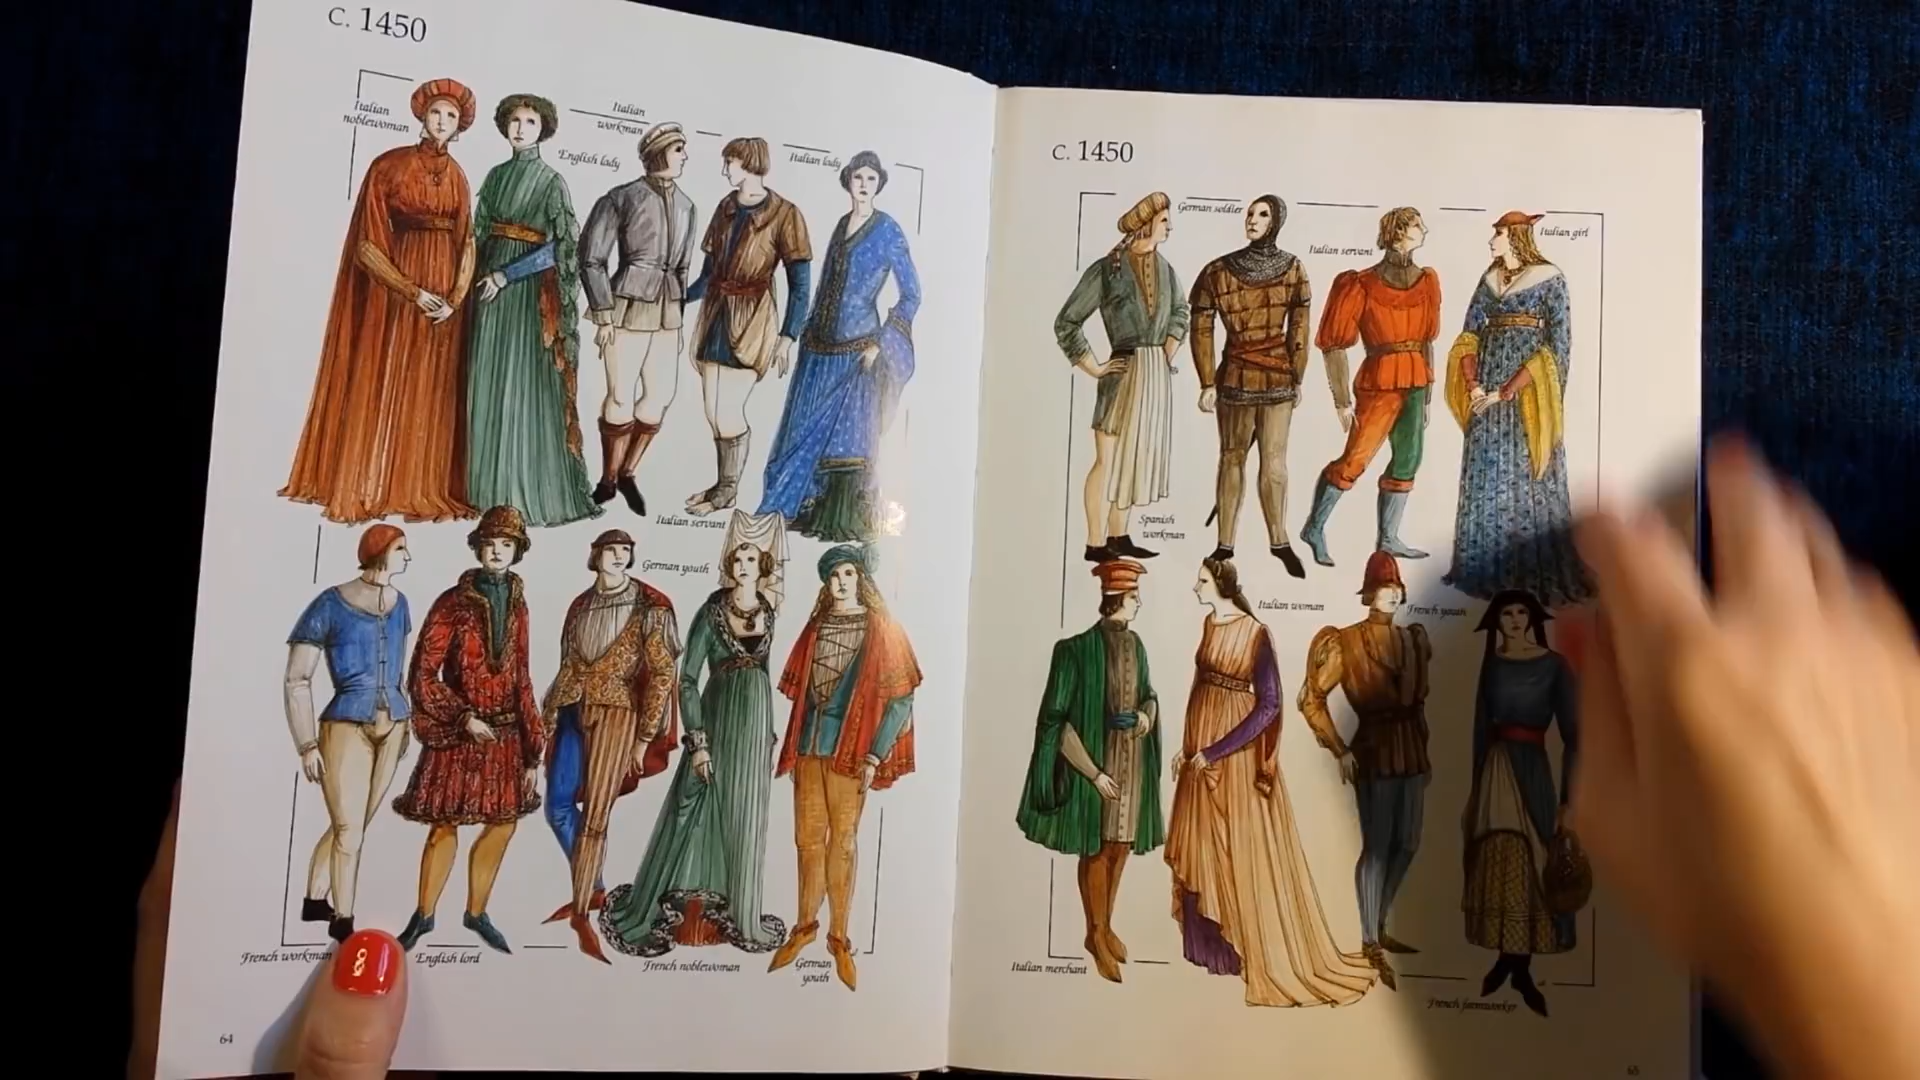 C. 1450
Italian
noblewoman
English lady
Italian
workman
Italian lady
Italian servant
German youth
French workman
English lord
French noblewoman
German
youth
64
C. 1450
German soldier
Italian servant
Italian girl
Spanish
workman
Italian woman
French youth
Italian merchant
French farmworker
65